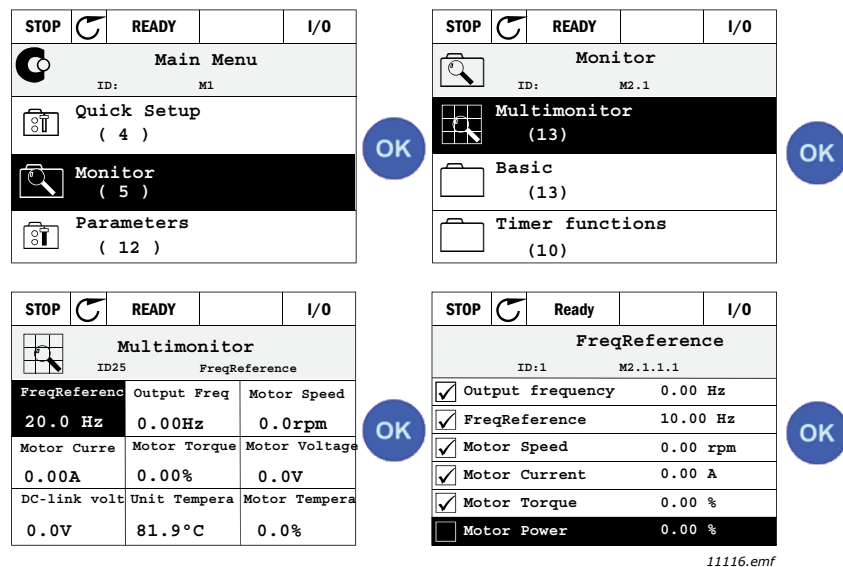 STOP READY I/O
Main Menu
ID: M1
Quick Setup
( 4 )
Monitor
( 5 )
Parameters
( 12 )
OK
STOP READY I/O
Monitor
ID: M2.1
Multimonitor
(13)
Basic
(13)
Timer functions
(10)
OK
STOP READY I/O
Multimonitor
ID25 FreqReference
FreqReferenc Output Freq Motor Speed
20.0 Hz 0.00Hz 0.0rpm
Motor Curre Motor Torque Motor Voltage
0.00A 0.00% 0.0V
DC-link volt Unit Tempera Motor Tempera
0.0V 81.9°C 0.0%
OK
STOP Ready I/O
FreqReference
ID:1 M2.1.1.1
Output frequency 0.00 Hz
FreqReference 10.00 Hz
Motor Speed 0.00 rpm
Motor Current 0.00 A
Motor Torque 0.00 %
Motor Power 0.00 %
OK
11116.emf